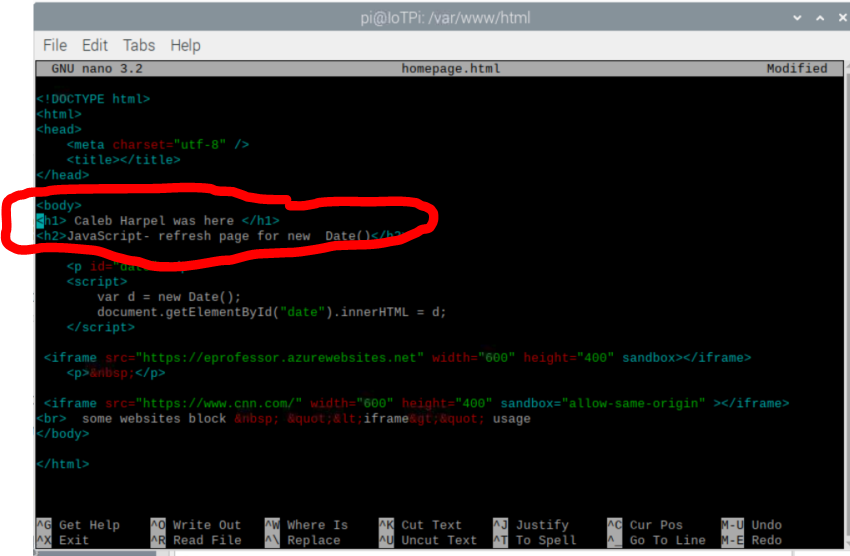 pi@IoTPi: /var/www/html
File Edit Tabs Help
GNU nano 3.2 homepage.html Modified
<!DOCTYPE html>
<html>
<head>
<meta charset="utf-8" />
<title></title>
</head>
<body>
<h1> Caleb Harpel was here </h1>
<h2>JavaScript- refresh page for new  Date()</h2>
<p id="date"
<script>
var d = new Date();
document.getElementById("date").innerHTML = d;
</script>
<iframe src="https://eprofessor.azurewebsites.net" width="600" height="400" sandbox></iframe>
<p>&nbsp;</p>
<iframe src="https://www.cnn.com/" width="600" height="400" sandbox="allow-same-origin" ></iframe>
<br>  some websites block &nbsp; &quot;&lt;iframe&gt;&quot; usage
</body>
</html>
^G Get Help ^O Write Out ^W Where Is ^K Cut Text ^J Justify ^C Cur Pos M-U Undo
^X Exit ^R Read File ^\ Replace ^U Uncut Text ^T To Spell ^_ Go To Line M-E Redo